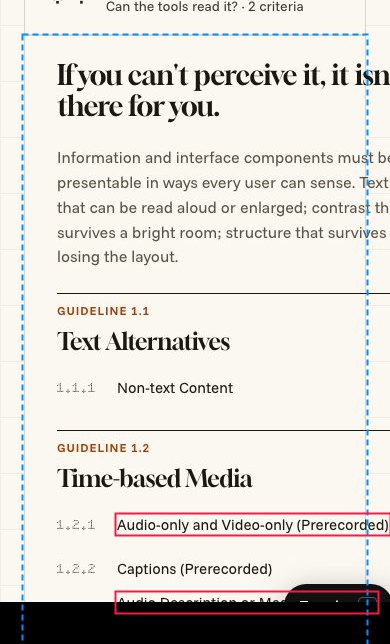 Can the tools read it? · 2 criteria
If you can't perceive it, it isn
there for you.
Information and interface components must be
presentable in ways every user can sense. Text
that can be read aloud or enlarged; contrast th
survives a bright room; structure that survives
losing the layout.
GUIDELINE 1.1
Text Alternatives
1.1.1 Non-text Content
GUIDELINE 1.2
Time-based Media
1.2.1 Audio-only and Video-only (Prerecorded)
1.2.2 Captions (Prerecorded)
Audio Description or